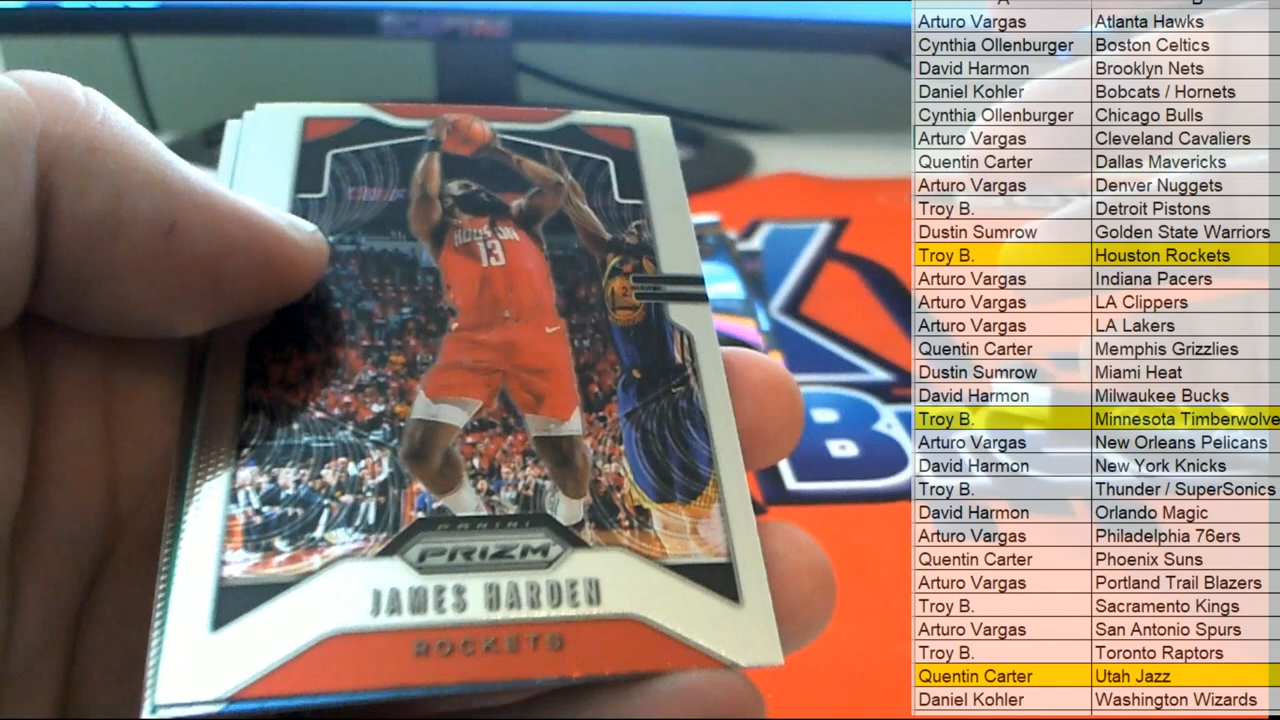 HOUSTON
13
PANINI
PRIZM
JAMES HARDEN
ROCKETS
B
A B
Arturo Vargas Atlanta Hawks
Cynthia Ollenburger Boston Celtics
David Harmon Brooklyn Nets
Daniel Kohler Bobcats / Hornets
Cynthia Ollenburger Chicago Bulls
Arturo Vargas Cleveland Cavaliers
Quentin Carter Dallas Mavericks
Arturo Vargas Denver Nuggets
Troy B. Detroit Pistons
Dustin Sumrow Golden State Warriors
Troy B. Houston Rockets
Arturo Vargas Indiana Pacers
Arturo Vargas LA Clippers
Arturo Vargas LA Lakers
Quentin Carter Memphis Grizzlies
Dustin Sumrow Miami Heat
David Harmon Milwaukee Bucks
Troy B. Minnesota Timberwolve
Arturo Vargas New Orleans Pelicans
David Harmon New York Knicks
Troy B. Thunder / SuperSonics
David Harmon Orlando Magic
Arturo Vargas Philadelphia 76ers
Quentin Carter Phoenix Suns
Arturo Vargas Portland Trail Blazers
Troy B. Sacramento Kings
Arturo Vargas San Antonio Spurs
Troy B. Toronto Raptors
Quentin Carter Utah Jazz
Daniel Kohler Washington Wizards